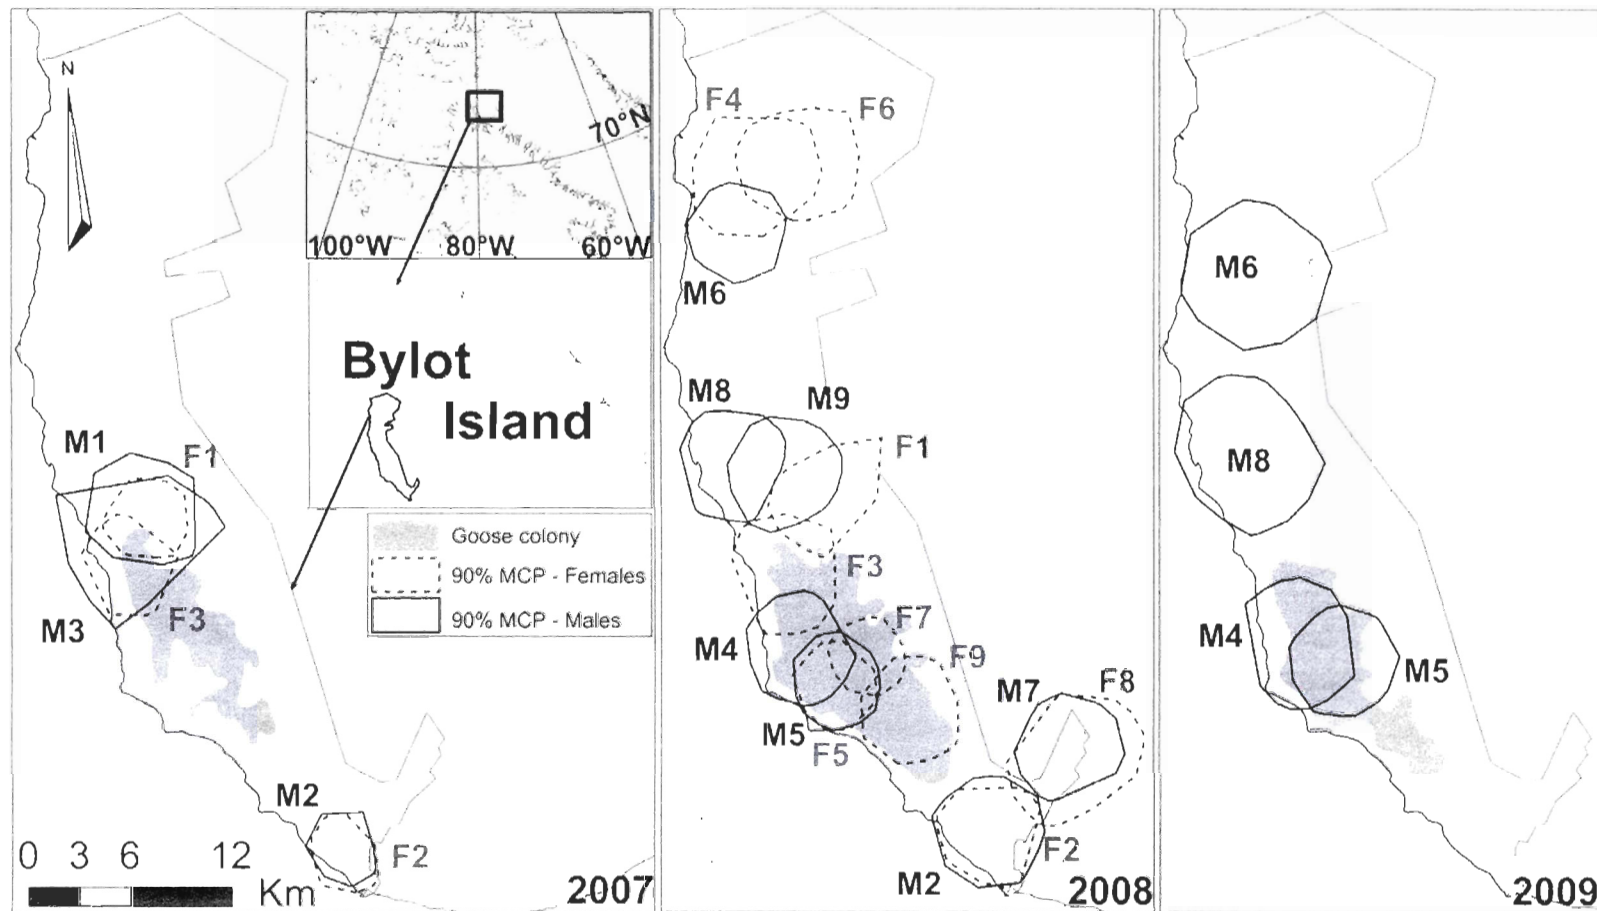 N
70°N
100°W 80°W 60°W
Bylot
Island
Goose colony
90% MCP - Females
90% MCP - Males
M1
F1
M3
F3
M2
F2
0 3 6 12
Km
2007
F4
F6
M6
M8
M9
F1
F3
F7
M4
F9
M5
F5
M7
F8
F2
M2
2008
M6
M8
M4
M5
2009